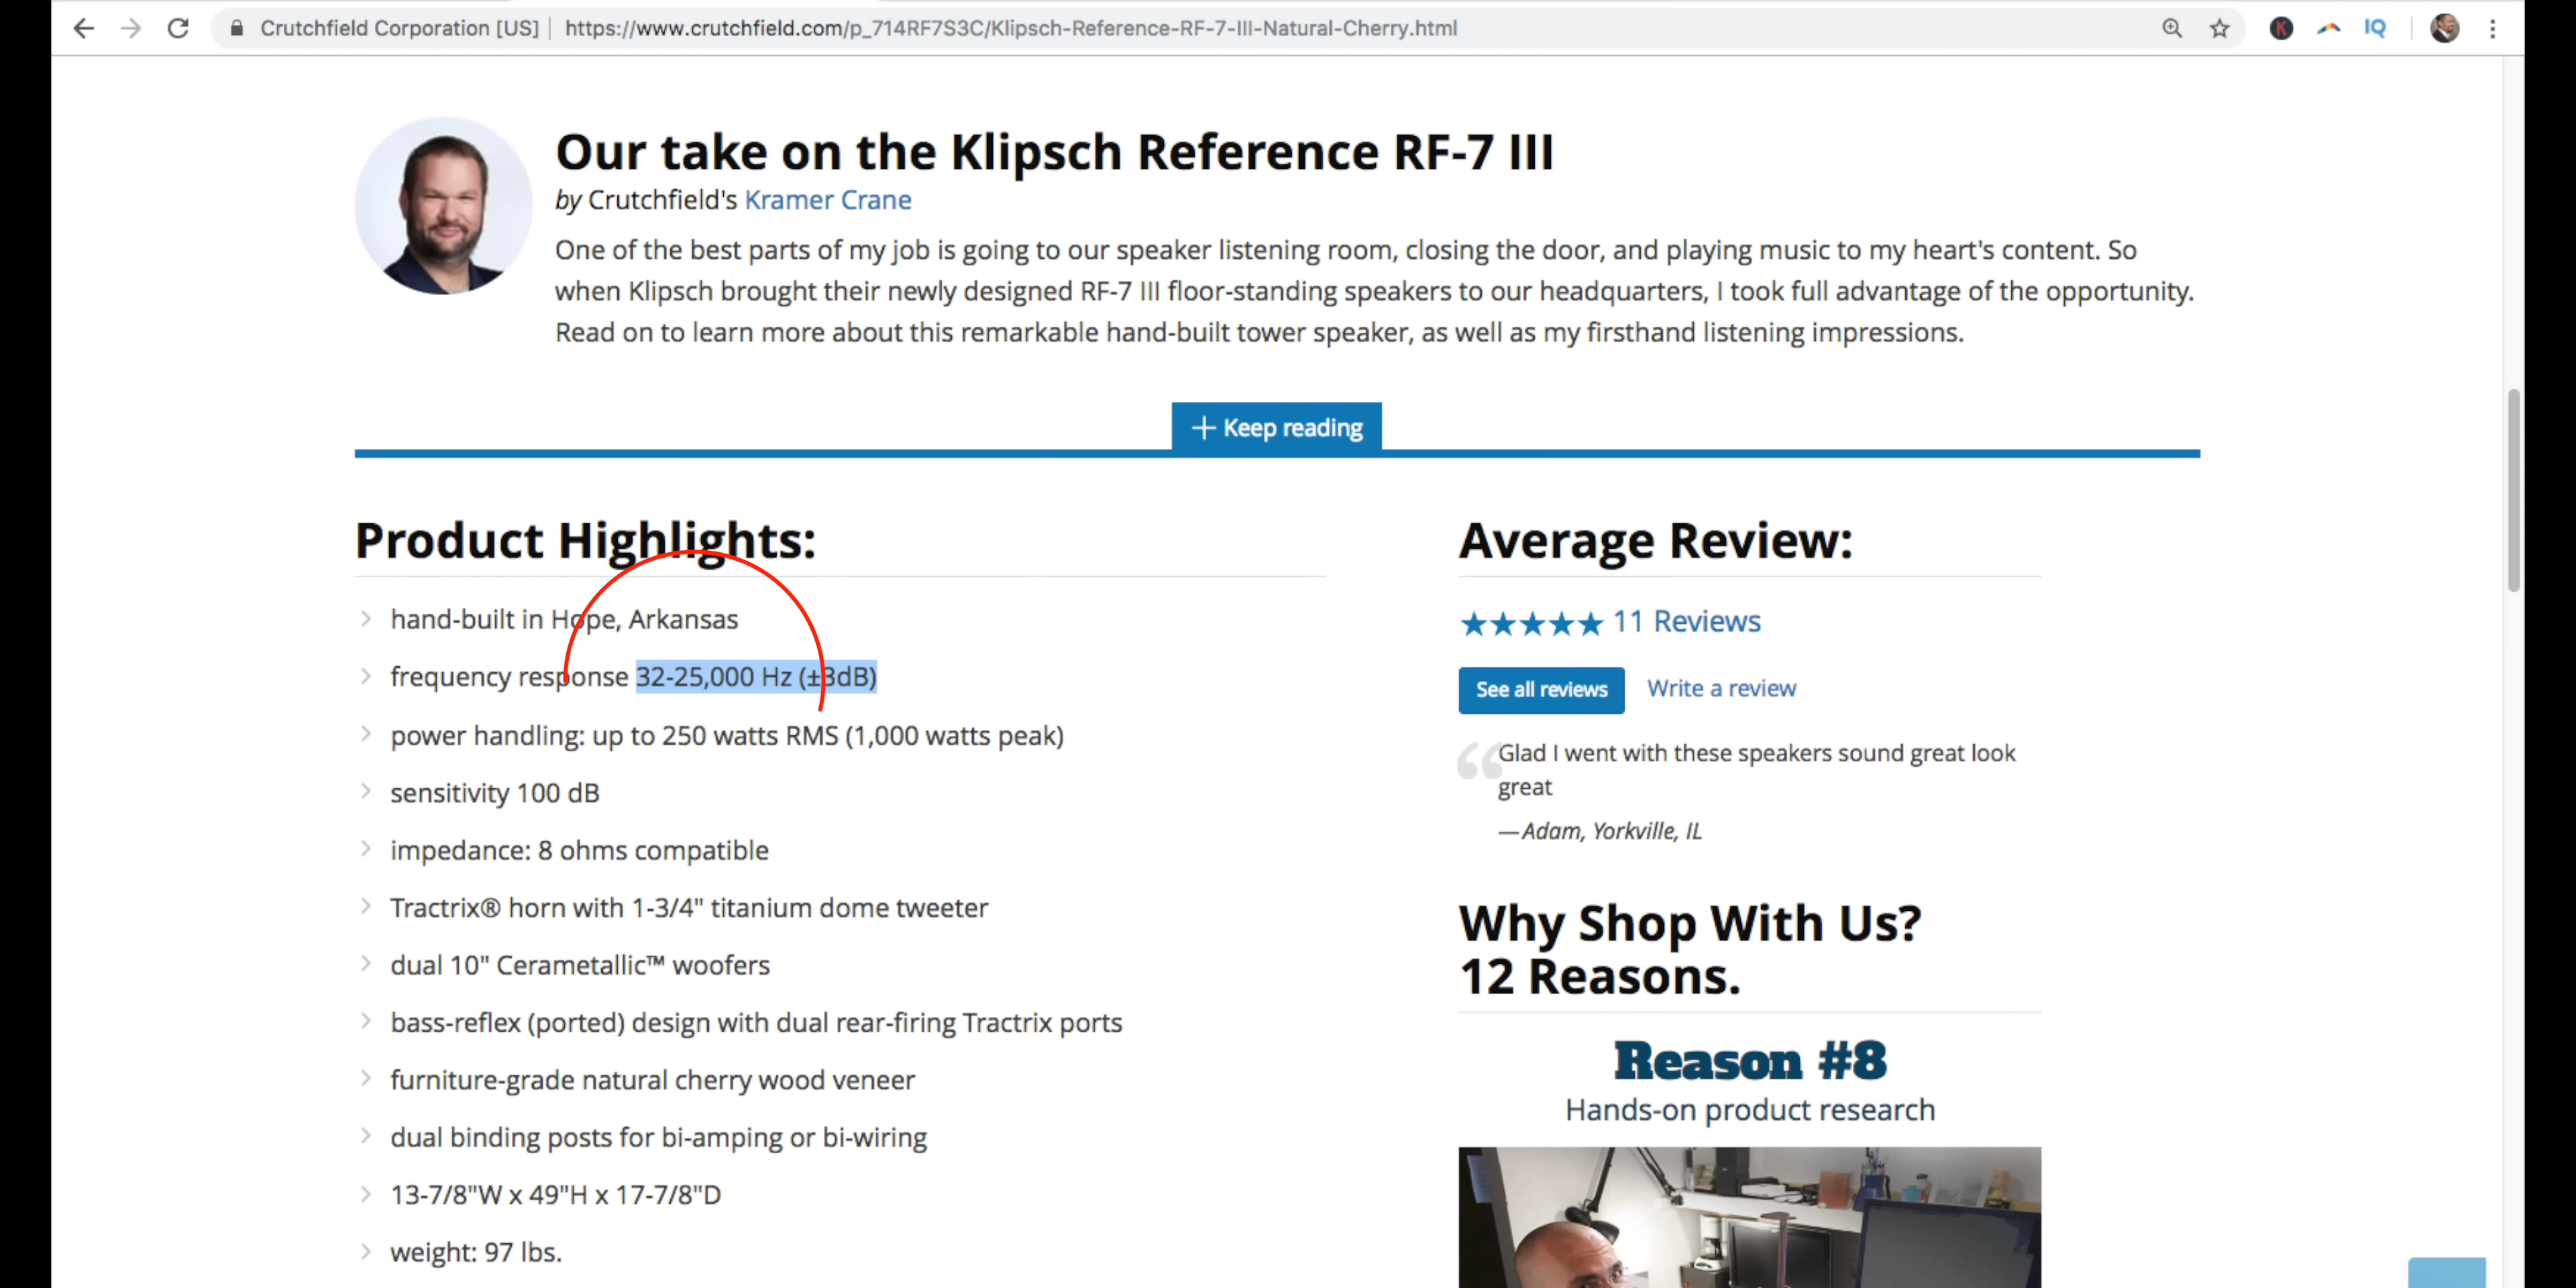 Crutchfield Corporation [US] | https://www.crutchfield.com/p_714RF7S3C/Klipsch-Reference-RF-7-III-Natural-Cherry.html
K
IQ
Our take on the Klipsch Reference RF-7 III
by Crutchfield's Kramer Crane
One of the best parts of my job is going to our speaker listening room, closing the door, and playing music to my heart's content. So
when Klipsch brought their newly designed RF-7 III floor-standing speakers to our headquarters, I took full advantage of the opportunity.
Read on to learn more about this remarkable hand-built tower speaker, as well as my firsthand listening impressions.
+ Keep reading
Product Highlights:
hand-built in Hope, Arkansas
frequency response 32-25,000 Hz (±3dB)
power handling: up to 250 watts RMS (1,000 watts peak)
sensitivity 100 dB
impedance: 8 ohms compatible
Tractrix® horn with 1-3/4" titanium dome tweeter
dual 10" Cerametallic™ woofers
bass-reflex (ported) design with dual rear-firing Tractrix ports
furniture-grade natural cherry wood veneer
dual binding posts for bi-amping or bi-wiring
13-7/8"W x 49"H x 17-7/8"D
weight: 97 lbs.
Average Review:
★★★★★ 11 Reviews
See all reviews
Write a review
“Glad I went with these speakers sound great look
great
—Adam, Yorkville, IL
Why Shop With Us?
12 Reasons.
Reason #8
Hands-on product research